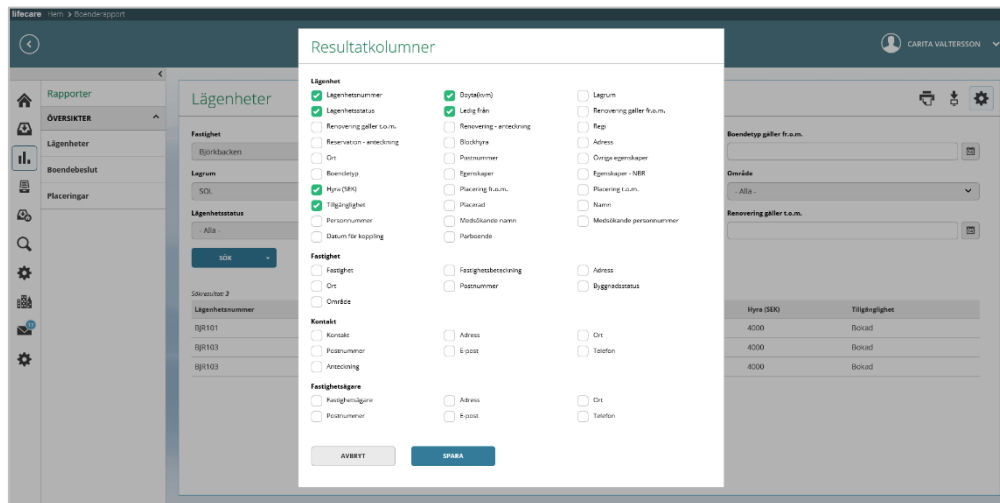 lifecare Hem > Boenderapport
CARITA VALTERSSON
Rapporter
ÖVERSIKTER
Lägenheter
Boendebeslut
Placeringar
11
Lägenheter
Fastighet
Björkbacken
Lagrum
SOL
Lägenhetsstatus
- Alla -
SÖK
Sökresultat: 3
Lägenhetsnummer
BJR101
BJR103
BJR103
Resultatkolumner
Lägenhet
Lägenhetsnummer Boyta(kvm) Lagrum
Lägenhetsstatus Ledig från Renovering gäller fr.o.m.
Renovering gäller t.o.m. Renovering - anteckning Regi
Reservation - anteckning Blockhyra Adress
Ort Postnummer Övriga egenskaper
Boendetyp Egenskaper Egenskaper - NBR
Hyra (SEK) Placering fr.o.m. Placering t.o.m.
Tillgänglighet Placerad Namn
Personnummer Medsökande namn Medsökande personnummer
Datum för koppling Parboende
Fastighet
Fastighet Fastighetsbeteckning Adress
Ort Postnummer Byggnadsstatus
Område
Kontakt
Kontakt Adress Ort
Postnummer E-post Telefon
Anteckning
Fastighetsägare
Fastighetsägare Adress Ort
Postnummer E-post Telefon
AVBRYT SPARA
Boendetyp gäller fr.o.m.
Område
- Alla -
Renovering gäller t.o.m.
Hyra (SEK) Tillgänglighet
4000 Bokad
4000 Bokad
4000 Bokad